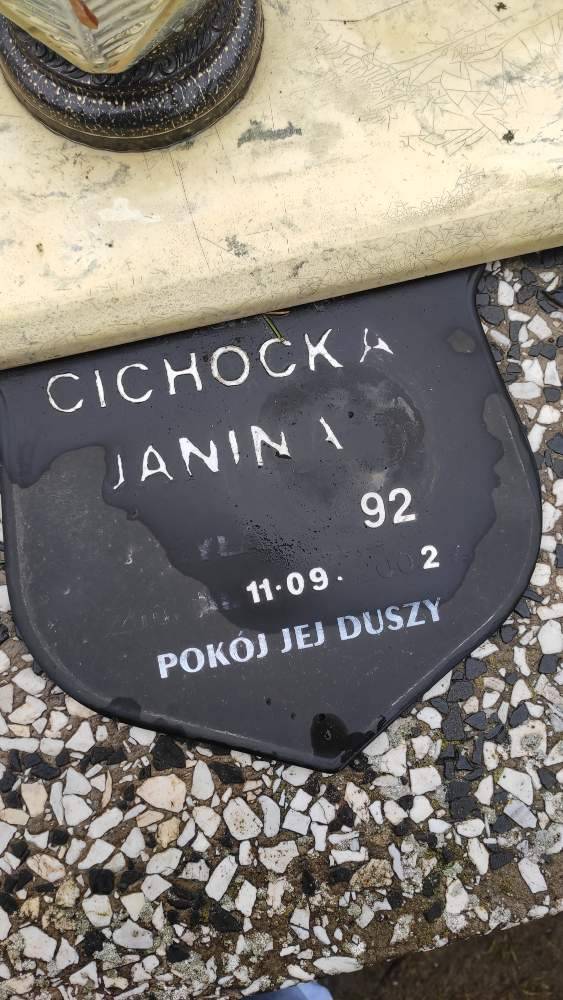 CICHOCKA
JANINA
92
11·09. 2
POKÓJ JEJ DUSZY